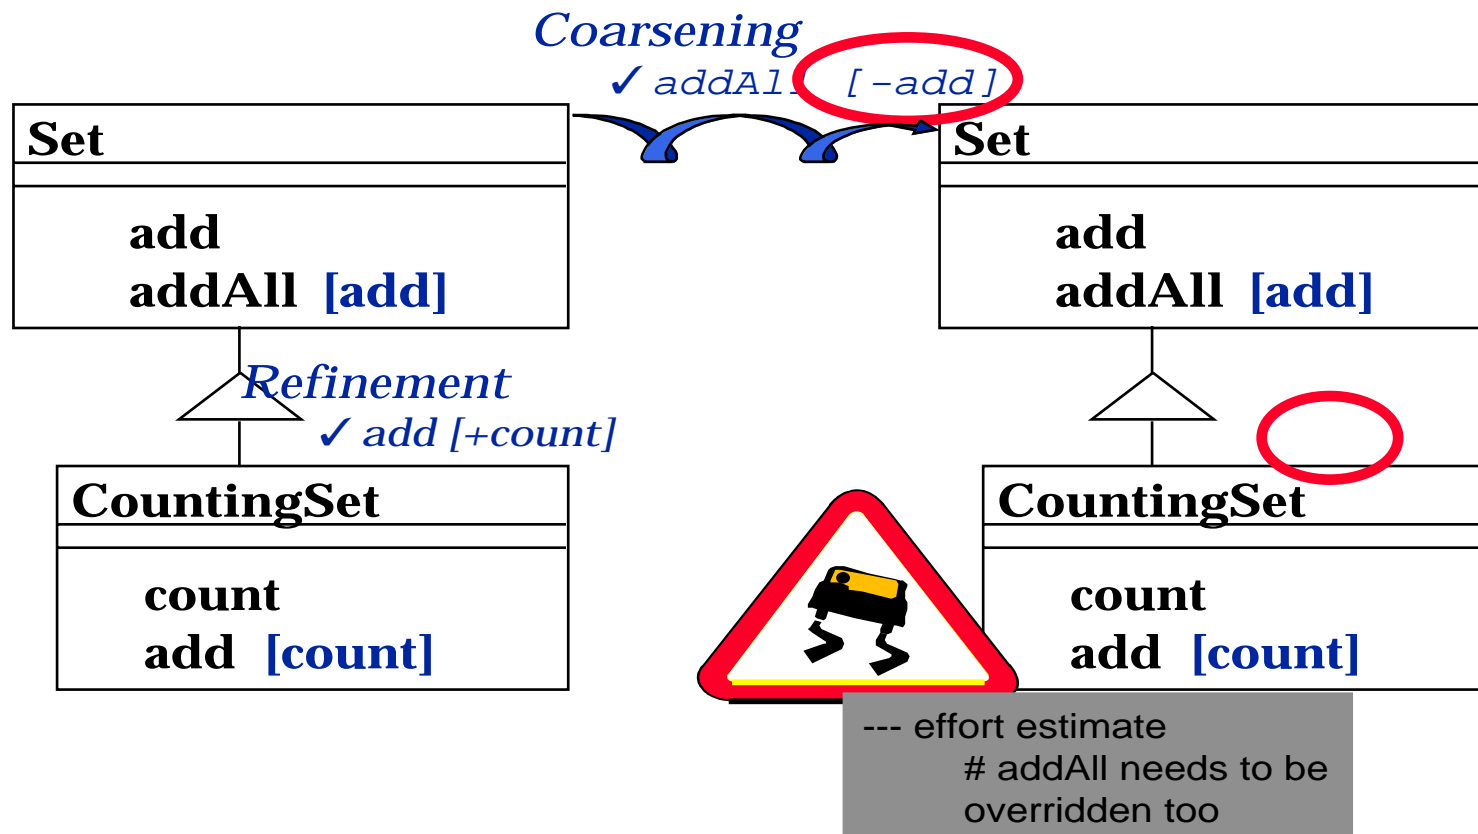 Coarsening
✓ addAll [-add]
Set
add
addAll [add]
Refinement
✓ add [+count]
CountingSet
count
add [count]
Set
add
addAll [add]
CountingSet
count
add [count]
--- effort estimate
# addAll needs to be
overridden too